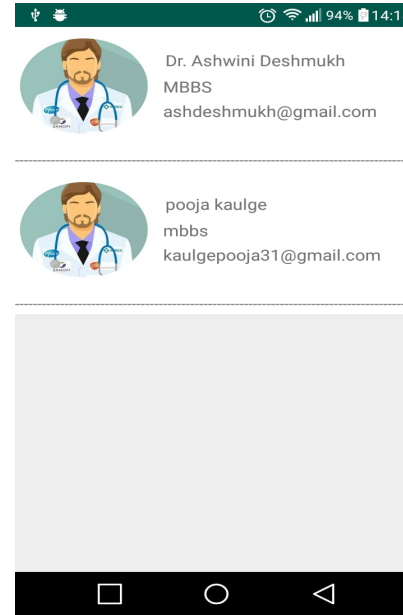 94% 14:1
Dr. Ashwini Deshmukh
MBBS
ashdeshmukh@gmail.com
pooja kaulge
mbbs
kaulgepooja31@gmail.com